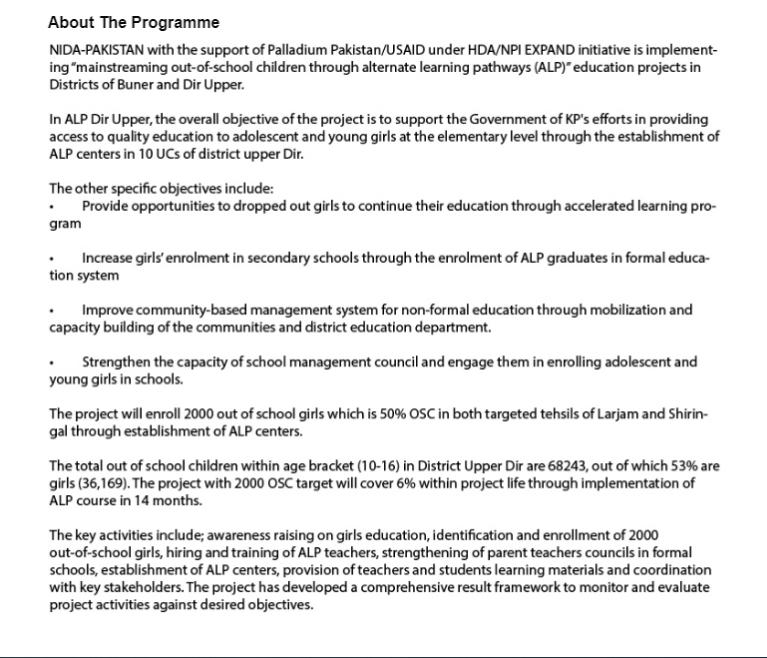 About The Programme
NIDA-PAKISTAN with the support of Palladium Pakistan/USAID under HDA/NPI EXPAND initiative is implement-
ing “mainstreaming out-of-school children through alternate learning pathways (ALP)” education projects in
Districts of Buner and Dir Upper.
In ALP Dir Upper, the overall objective of the project is to support the Government of KP's efforts in providing
access to quality education to adolescent and young girls at the elementary level through the establishment of
ALP centers in 10 UCs of district upper Dir.
The other specific objectives include:
• Provide opportunities to dropped out girls to continue their education through accelerated learning pro-
gram
• Increase girls’ enrolment in secondary schools through the enrolment of ALP graduates in formal educa-
tion system
• Improve community-based management system for non-formal education through mobilization and
capacity building of the communities and district education department.
• Strengthen the capacity of school management council and engage them in enrolling adolescent and
young girls in schools.
The project will enroll 2000 out of school girls which is 50% OSC in both targeted tehsils of Larjam and Shirin-
gal through establishment of ALP centers.
The total out of school children within age bracket (10-16) in District Upper Dir are 68243, out of which 53% are
girls (36,169). The project with 2000 OSC target will cover 6% within project life through implementation of
ALP course in 14 months.
The key activities include; awareness raising on girls education, identification and enrollment of 2000
out-of-school girls, hiring and training of ALP teachers, strengthening of parent teachers councils in formal
schools, establishment of ALP centers, provision of teachers and students learning materials and coordination
with key stakeholders. The project has developed a comprehensive result framework to monitor and evaluate
project activities against desired objectives.